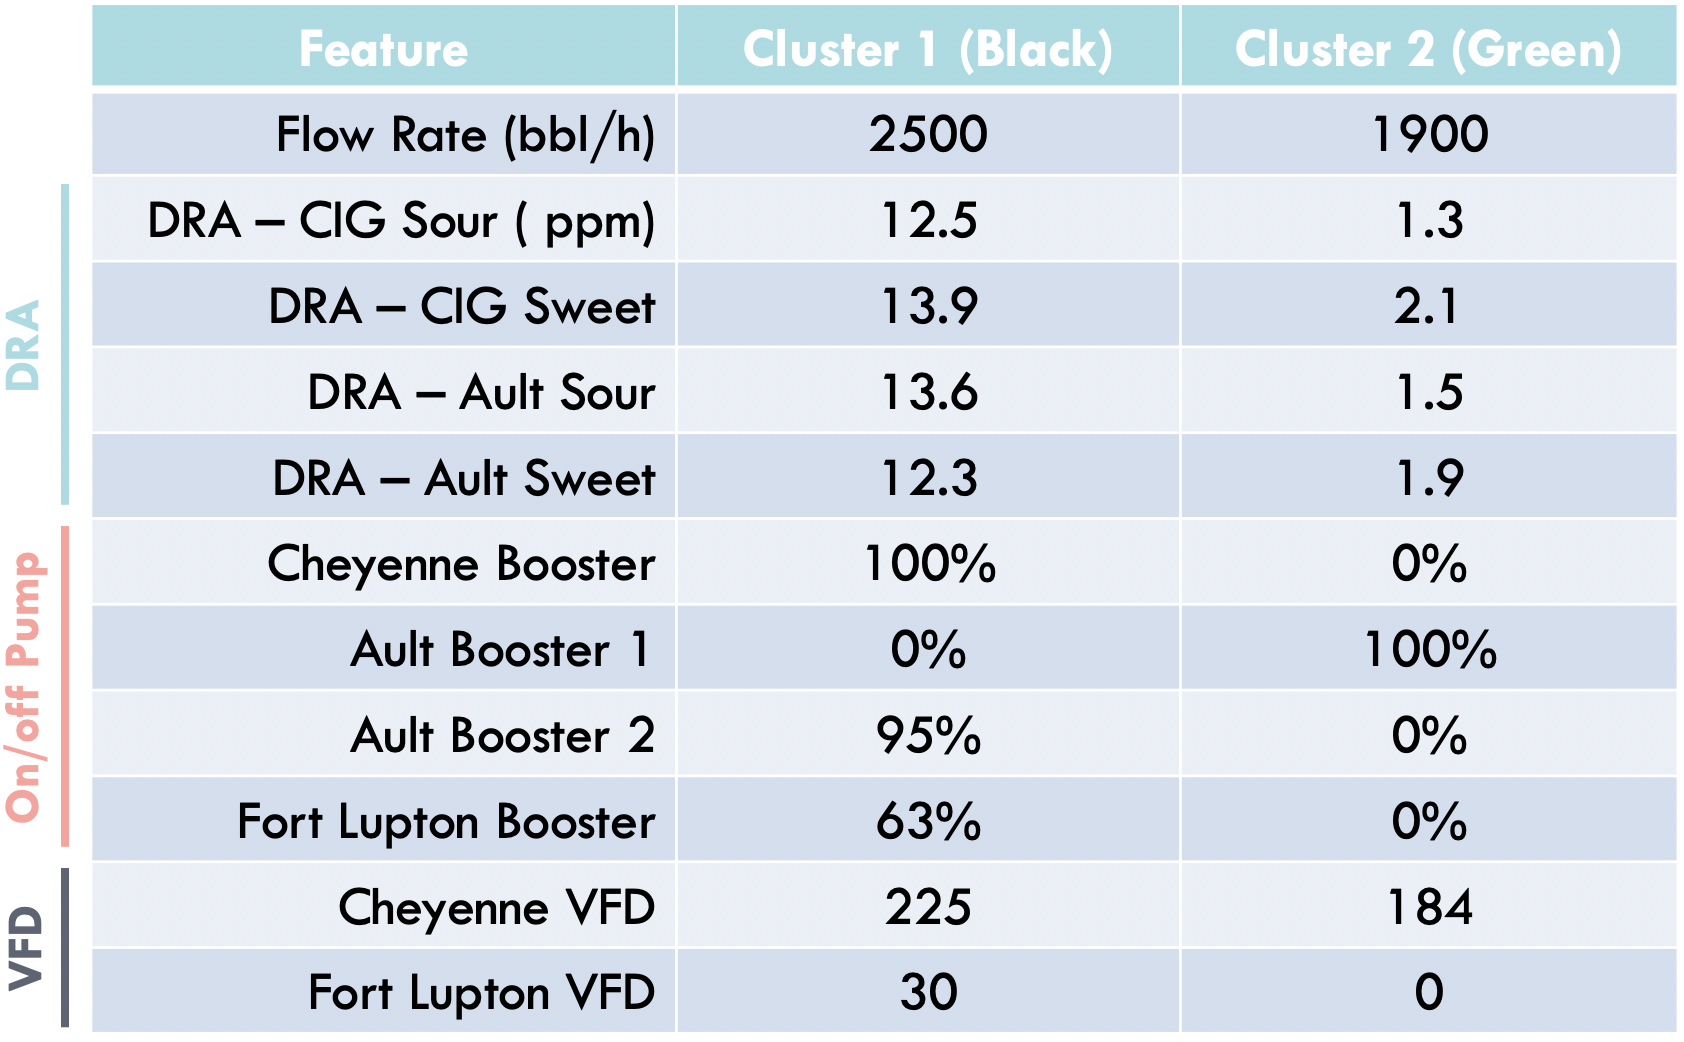 Feature Cluster 1 (Black) Cluster 2 (Green)
Flow Rate (bbl/h) 2500 1900
DRA
DRA – CIG Sour ( ppm) 12.5 1.3
DRA – CIG Sweet 13.9 2.1
DRA – Ault Sour 13.6 1.5
DRA – Ault Sweet 12.3 1.9
On/off Pump
Cheyenne Booster 100% 0%
Ault Booster 1 0% 100%
Ault Booster 2 95% 0%
Fort Lupton Booster 63% 0%
VFD
Cheyenne VFD 225 184
Fort Lupton VFD 30 0